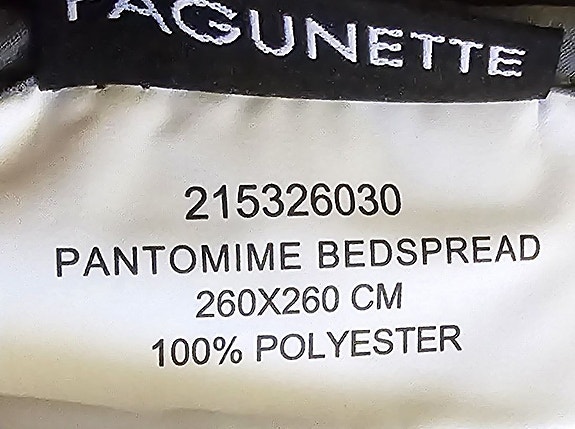 PAGUNETTE
215326030
PANTOMIME BEDSPREAD
260X260 CM
100% POLYESTER